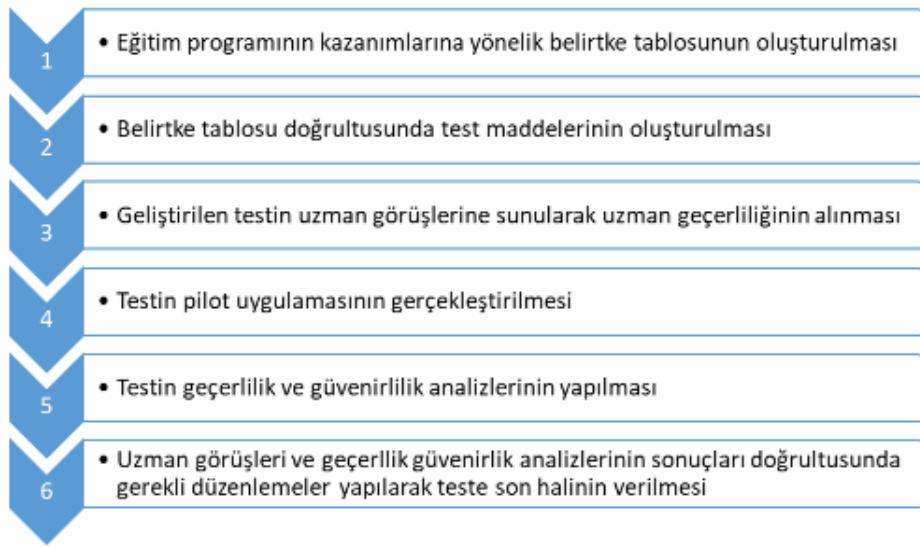 1
• Eğitim programının kazanımlarına yönelik belirtke tablosunun oluşturulması
2
• Belirtke tablosu doğrultusunda test maddelerinin oluşturulması
3
• Geliştirilen testin uzman görüşlerine sunularak uzman geçerliliğinin alınması
4
• Testin pilot uygulamasının gerçekleştirilmesi
5
• Testin geçerlilik ve güvenirlilik analizlerinin yapılması
6
• Uzman görüşleri ve geçerllik güvenirlik analizlerinin sonuçları doğrultusunda
gerekli düzenlemeler yapılarak teste son halinin verilmesi